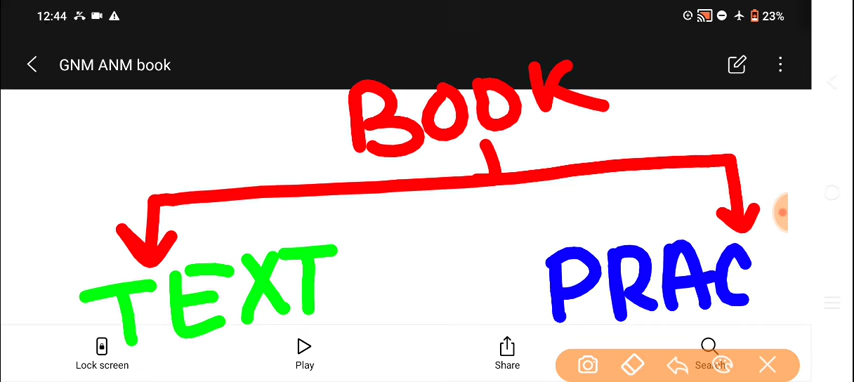 12:44 23%
GNM ANM book
BOOK
TEXT PRAC
Lock screen Play Share Search